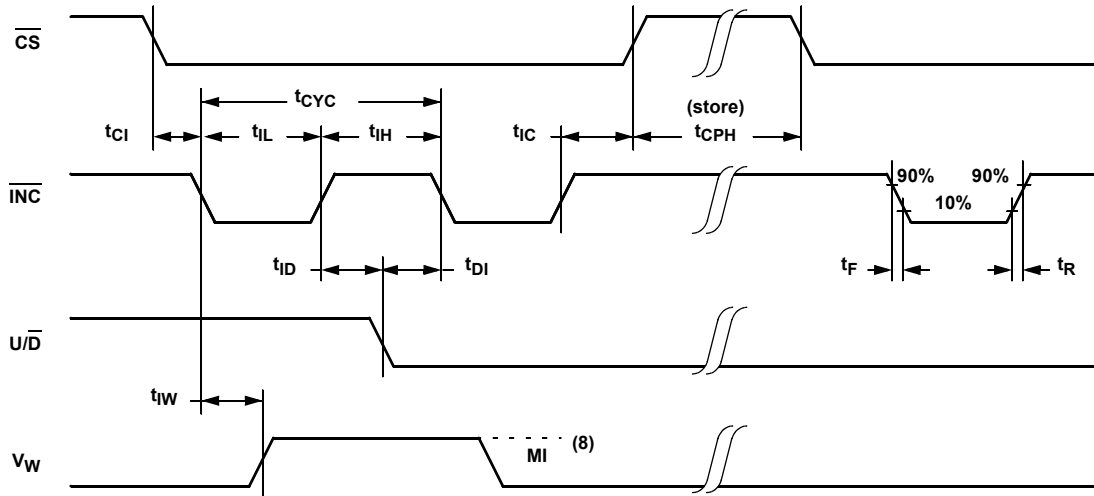 CS
tCYC
(store)
tCI tIL tIH tIC tCPH
INC
90% 90%
10%
tID tDI tF tR
U/D
tIW
(8)
MI
VW